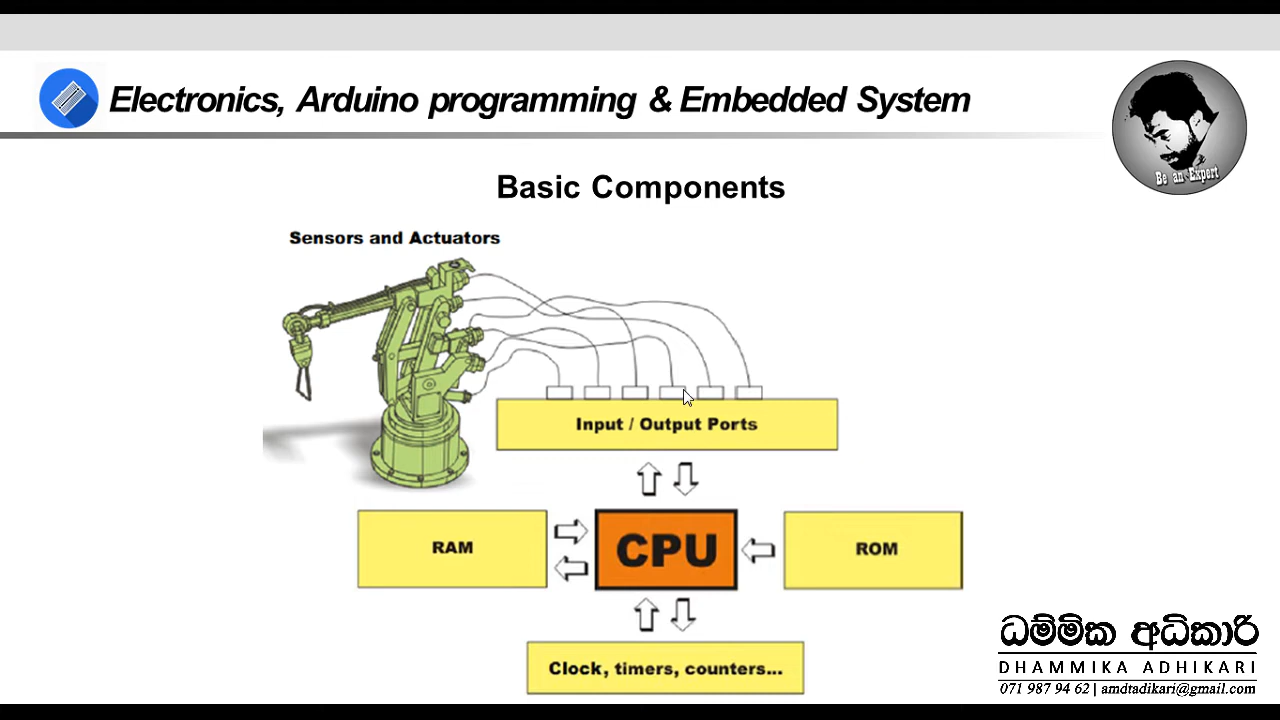 Electronics, Arduino programming & Embedded System
Be an Expert
Basic Components
Sensors and Actuators
Input / Output Ports
RAM
CPU
ROM
Clock, timers, counters...
ධම්මික අධිකාරි
DHAMMIKA ADHIKARI
071 987 94 62 | amdtadikari@gmail.com